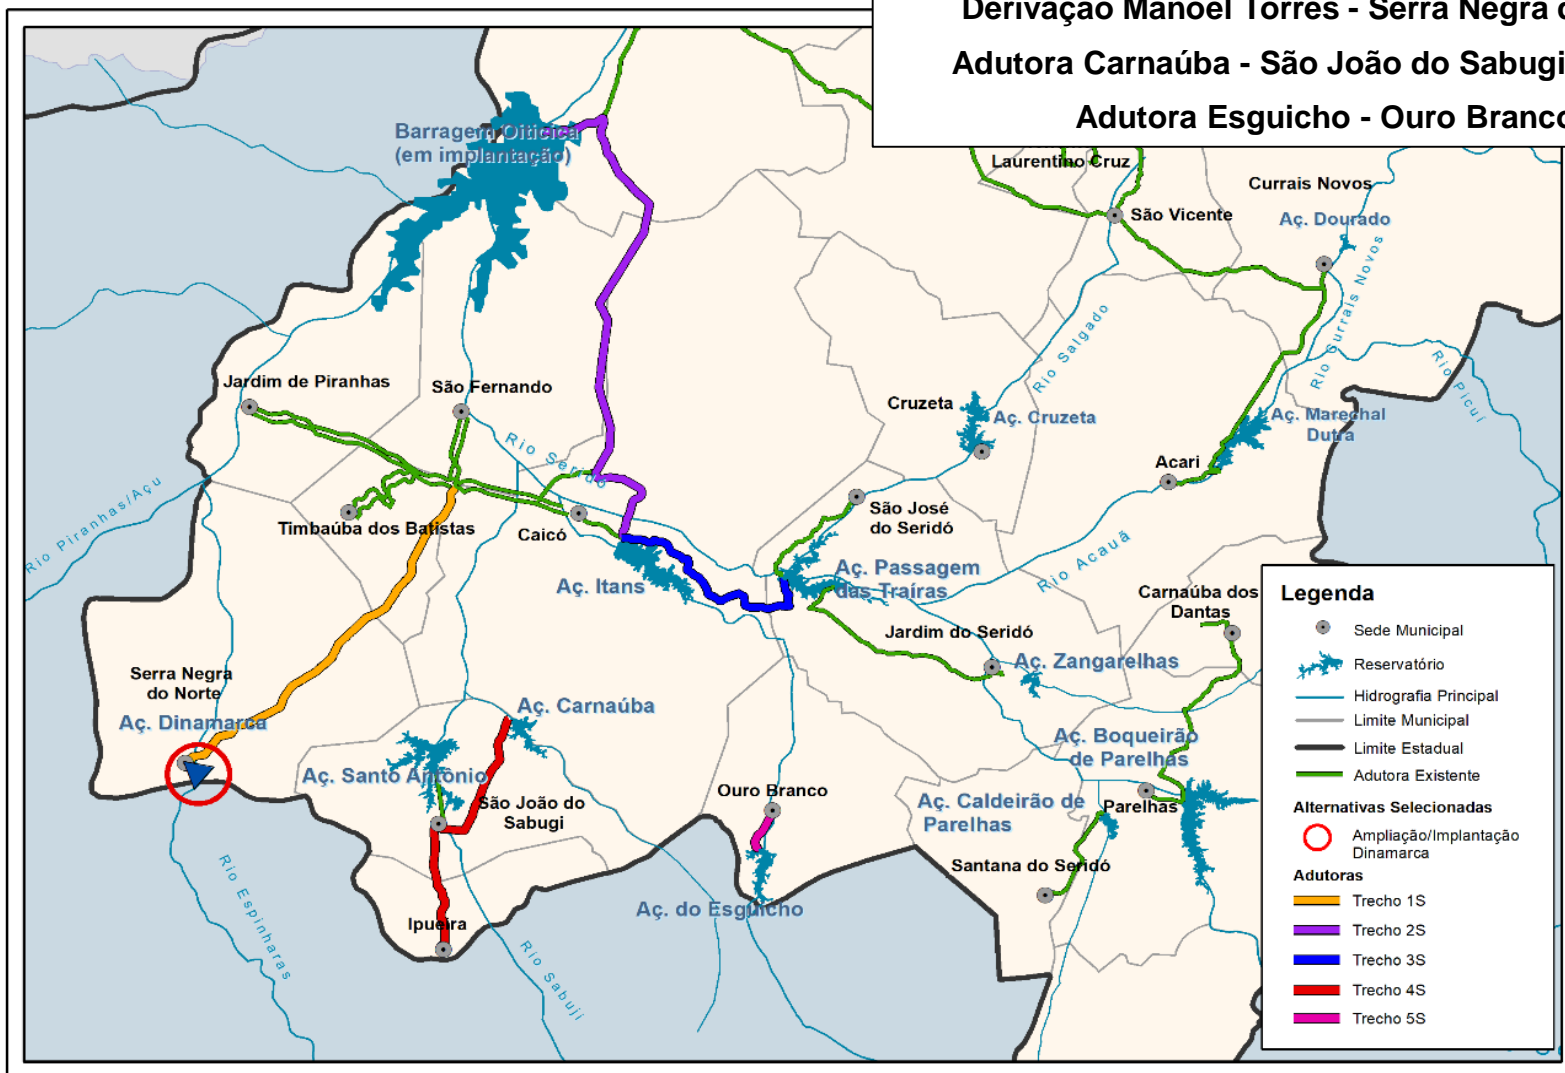 Derivação Manoel Torres - Serra Negra d
Adutora Carnaúba - São João do Sabugi
Adutora Esguicho - Ouro Branco
Barragem Oiticica
(em implantação)
Laurentino Cruz
Currais Novos
São Vicente
Aç. Dourado
Rio Currais Novos
Rio Salgado
Rio Picuí
Jardim de Piranhas
São Fernando
Cruzeta
Aç. Cruzeta
Aç. Marechal
Dutra
Rio Seridó
Acari
Rio Piranhas/Açu
Timbaúba dos Batistas
Caicó
São José
do Seridó
Rio Acauã
Aç. Itans
Aç. Passagem
das Traíras
Carnaúba dos
Dantas
Jardim do Seridó
Aç. Zangarelhas
Serra Negra
do Norte
Aç. Dinamarca
Aç. Carnaúba
Aç. Boqueirão
de Parelhas
Aç. Santo Antônio
São João do
Sabugi
Ouro Branco
Aç. Caldeirão de
Parelhas
Parelhas
Santana do Seridó
Rio Espinharas
Aç. do Esguicho
Ipueira
Rio Sabuji
Legenda
Sede Municipal
Reservatório
Hidrografia Principal
Limite Municipal
Limite Estadual
Adutora Existente
Alternativas Selecionadas
Ampliação/Implantação
Dinamarca
Adutoras
Trecho 1S
Trecho 2S
Trecho 3S
Trecho 4S
Trecho 5S